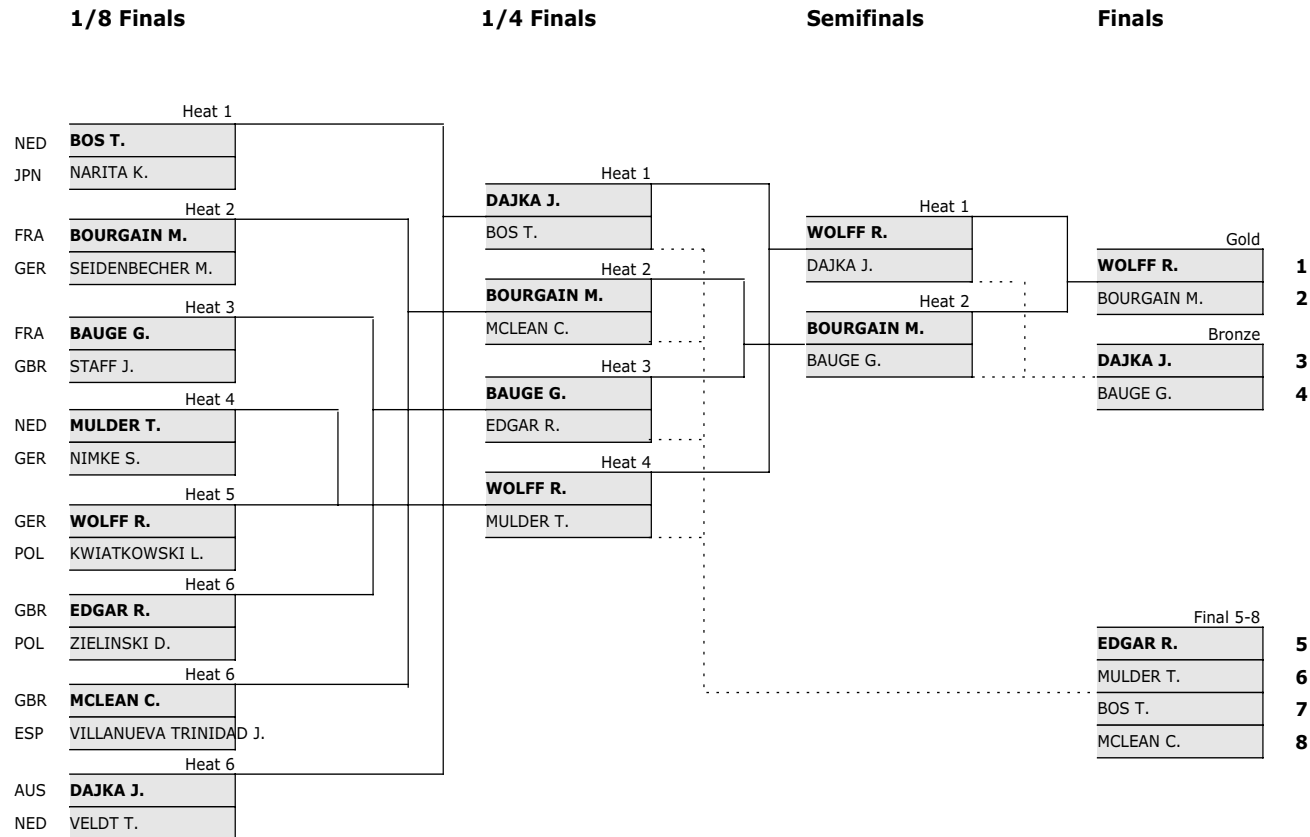 1/8 Finals 1/4 Finals Semifinals Finals
Heat 1
NED BOS T.
JPN NARITA K.
Heat 2
FRA BOURGAIN M.
GER SEIDENBECHER M.
Heat 3
FRA BAUGE G.
GBR STAFF J.
Heat 4
NED MULDER T.
GER NIMKE S.
Heat 5
GER WOLFF R.
POL KWIATKOWSKI L.
Heat 6
GBR EDGAR R.
POL ZIELINSKI D.
Heat 6
GBR MCLEAN C.
ESP VILLANUEVA TRINIDAD J.
Heat 6
AUS DAJKA J.
NED VELDT T.
Heat 1
DAJKA J.
BOS T.
Heat 2
BOURGAIN M.
MCLEAN C.
Heat 3
BAUGE G.
EDGAR R.
Heat 4
WOLFF R.
MULDER T.
Heat 1
WOLFF R.
DAJKA J.
Heat 2
BOURGAIN M.
BAUGE G.
Gold
WOLFF R. 1
BOURGAIN M. 2
Bronze
DAJKA J. 3
BAUGE G. 4
Final 5-8
EDGAR R. 5
MULDER T. 6
BOS T. 7
MCLEAN C. 8